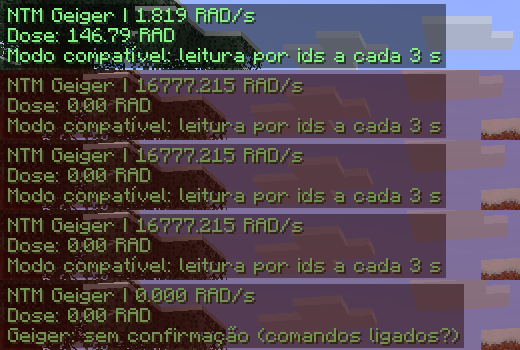 NTM Geiger | 1.819 RAD/s
Dose: 146.79 RAD
Modo compatível: leitura por ids a cada 3 s
NTM Geiger | 16777.215 RAD/s
Dose: 0.00 RAD
Modo compatível: leitura por ids a cada 3 s
NTM Geiger | 16777.215 RAD/s
Dose: 0.00 RAD
Modo compatível: leitura por ids a cada 3 s
NTM Geiger | 16777.215 RAD/s
Dose: 0.00 RAD
Modo compatível: leitura por ids a cada 3 s
NTM Geiger | 0.000 RAD/s
Dose: 0.00 RAD
Geiger: sem confirmação (comandos ligados?)